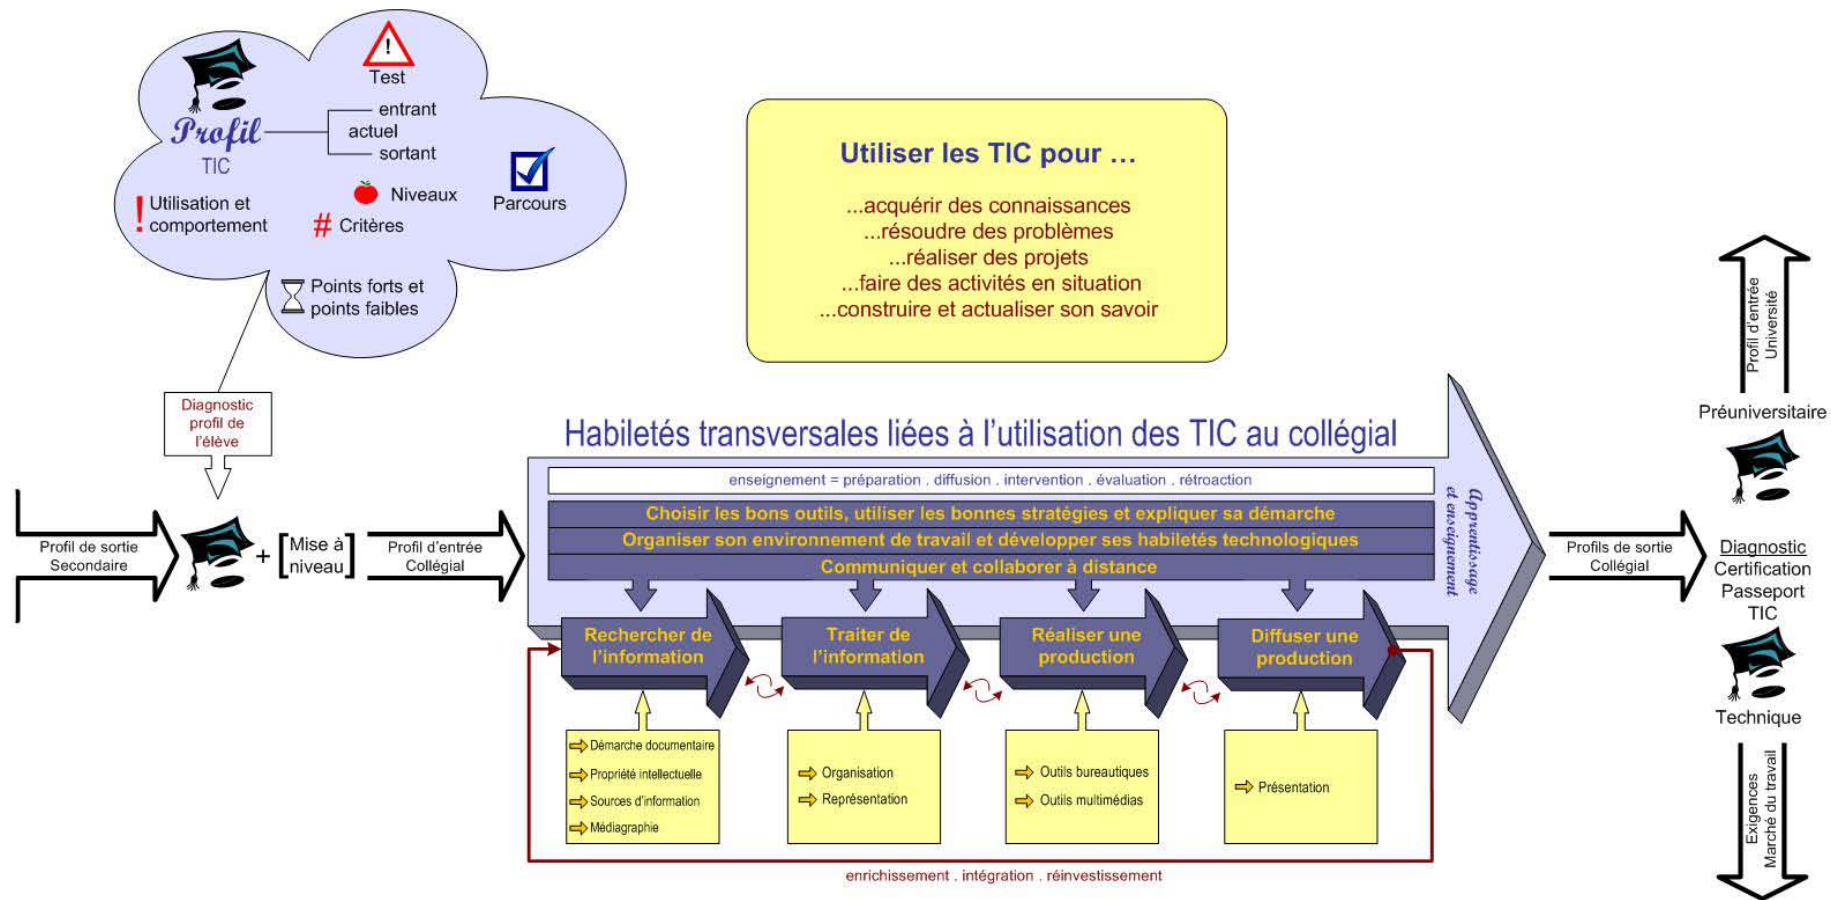 Test
Profil
TIC
entrant
actuel
sortant
Niveaux
! Utilisation et
comportement
# Critères
Parcours
Points forts et
points faibles
Utiliser les TIC pour ...
...acquérir des connaissances
...résoudre des problèmes
...réaliser des projets
...faire des activités en situation
...construire et actualiser son savoir
Diagnostic
profil de
l'élève
Profil de sortie
Secondaire
+
[Mise à
niveau]
Profil d'entrée
Collégial
Habiletés transversales liées à l'utilisation des TIC au collégial
enseignement = préparation . diffusion . intervention . évaluation . rétroaction
Choisir les bons outils, utiliser les bonnes stratégies et expliquer sa démarche
Organiser son environnement de travail et développer ses habiletés technologiques
Communiquer et collaborer à distance
Apprentissage
et enseignement
Rechercher de
l'information
Traiter de
l'information
Réaliser une
production
Diffuser une
production
Démarche documentaire
Propriété intellectuelle
Sources d'information
Médiagraphie
Organisation
Représentation
Outils bureautiques
Outils multimédias
Présentation
enrichissement . intégration . réinvestissement
Profils de sortie
Collégial
Profil d'entrée
Université
Préuniversitaire
Diagnostic
Certification
Passeport
TIC
Technique
Exigences
Marché du travail